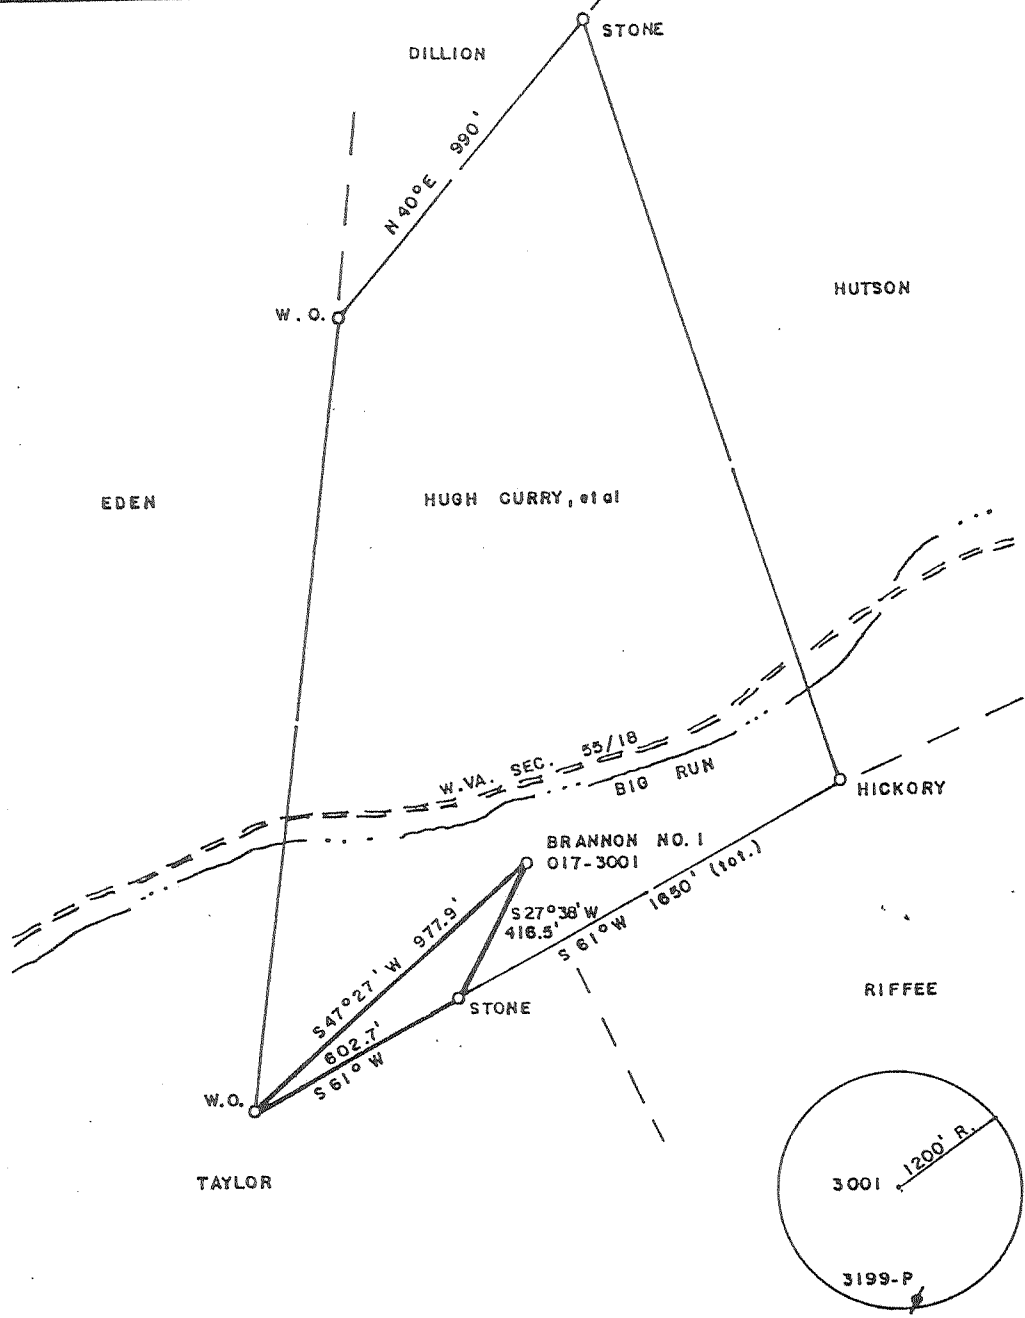 STONE
DILLION
N 40°E 990'
HUTSON
W. O.
EDEN
HUGH CURRY, et al
W.VA. SEC. 55/18
BIG RUN
HICKORY
BRANNON NO. 1
017-3001
S 61° W 1650' (tot.)
S 27° 38' W
416.5'
S 47° 27' W 977.9'
RIFFEE
STONE
602.7'
S 61° W
W.O.
TAYLOR
1200' R.
3001
3199-P